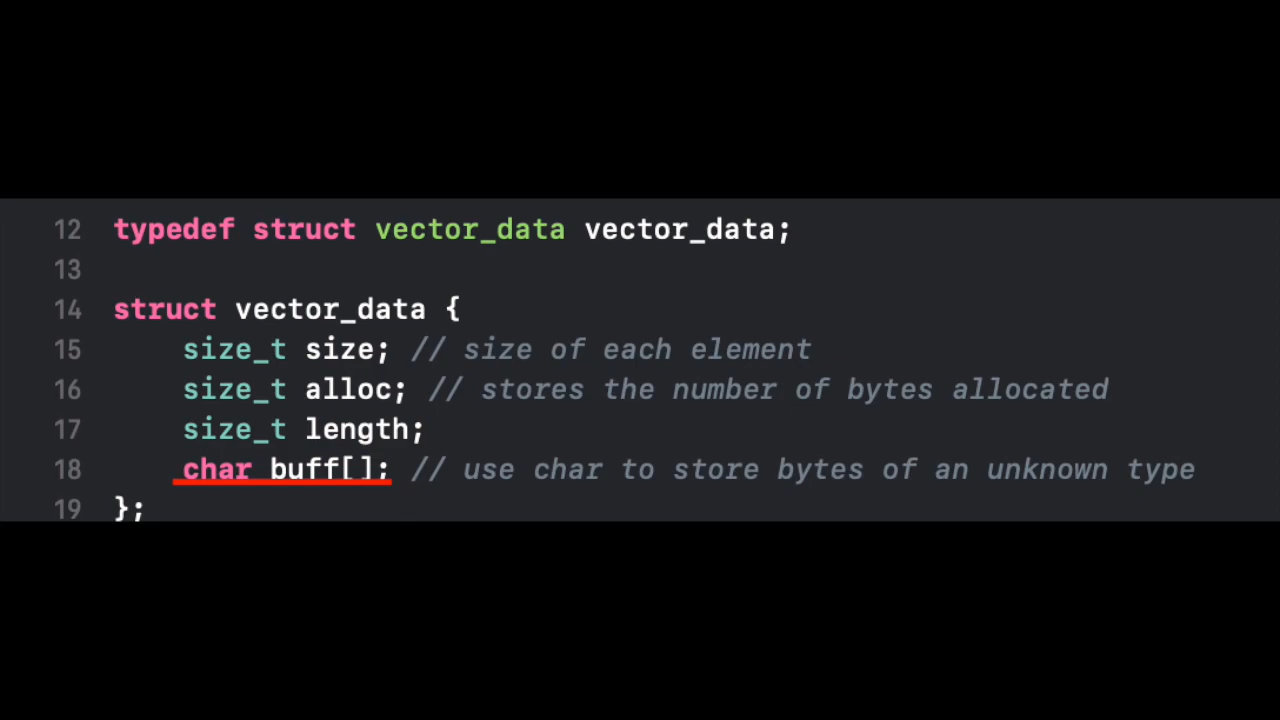 12 typedef struct vector_data vector_data;
13
14 struct vector_data {
15 size_t size; // size of each element
16 size_t alloc; // stores the number of bytes allocated
17 size_t length;
18 char buff[]; // use char to store bytes of an unknown type
19 };